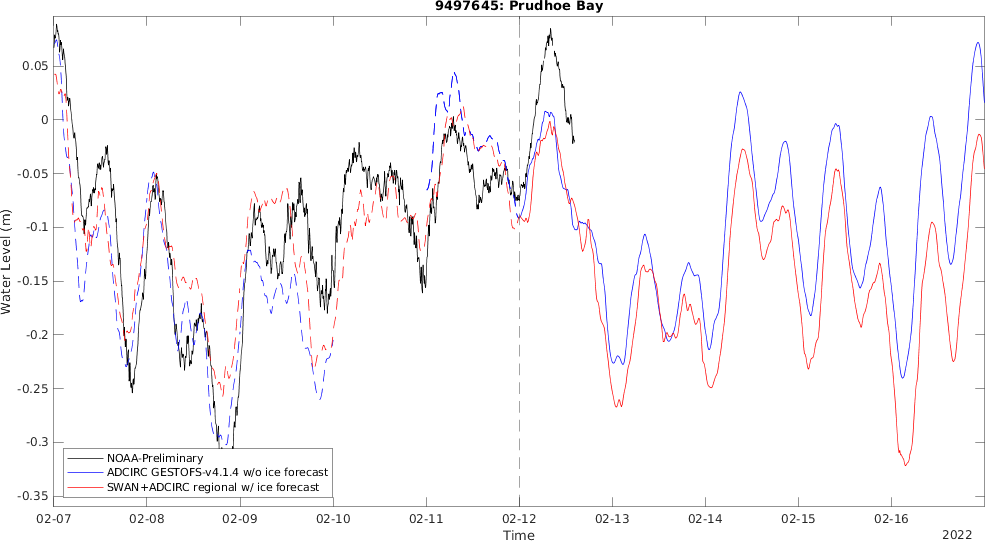 9497645: Prudhoe Bay
0.05
0
-0.05
-0.1
-0.15
-0.2
-0.25
-0.3
-0.35
Water Level (m)
NOAA-Preliminary
ADCIRC GESTOFS-v4.1.4 w/o ice forecast
SWAN+ADCIRC regional w/ ice forecast
02-07 02-08 02-09 02-10 02-11 02-12 02-13 02-14 02-15 02-16
Time
2022